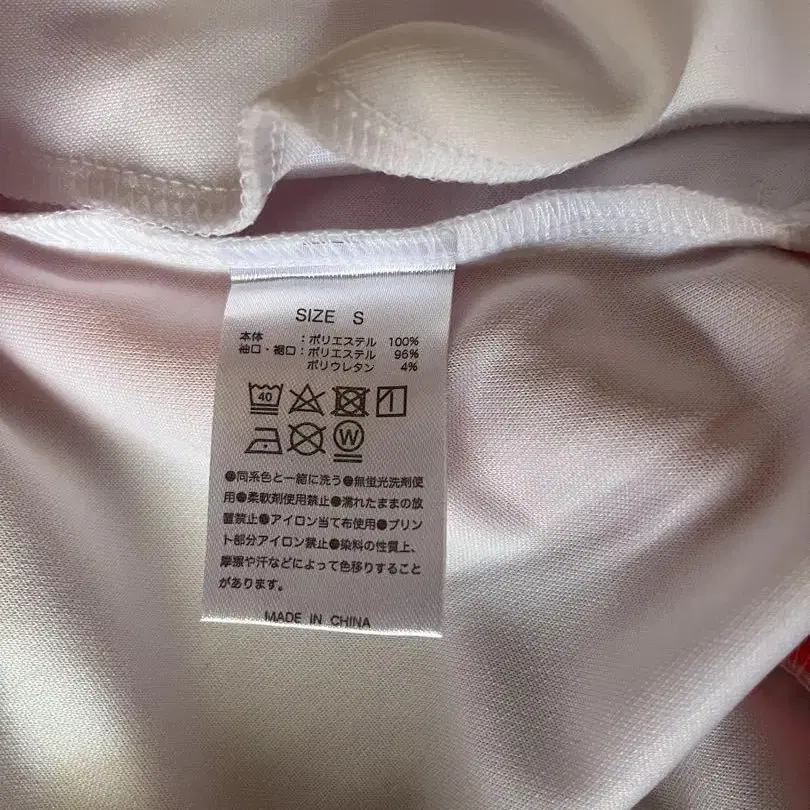 SIZE S
本体 :ポリエステル 100%
袖口・裾口:ポリエステル 96%
ポリウレタン 4%
40
W
●同系色と一緒に洗う●無蛍光洗剤使
用●柔軟剤使用禁止●濡れたままの放
置禁止●アイロン当て布使用●プリン
ト部分アイロン禁止●染料の性質上、
摩擦や汗などによって色移りすること
があります。
MADE IN CHINA